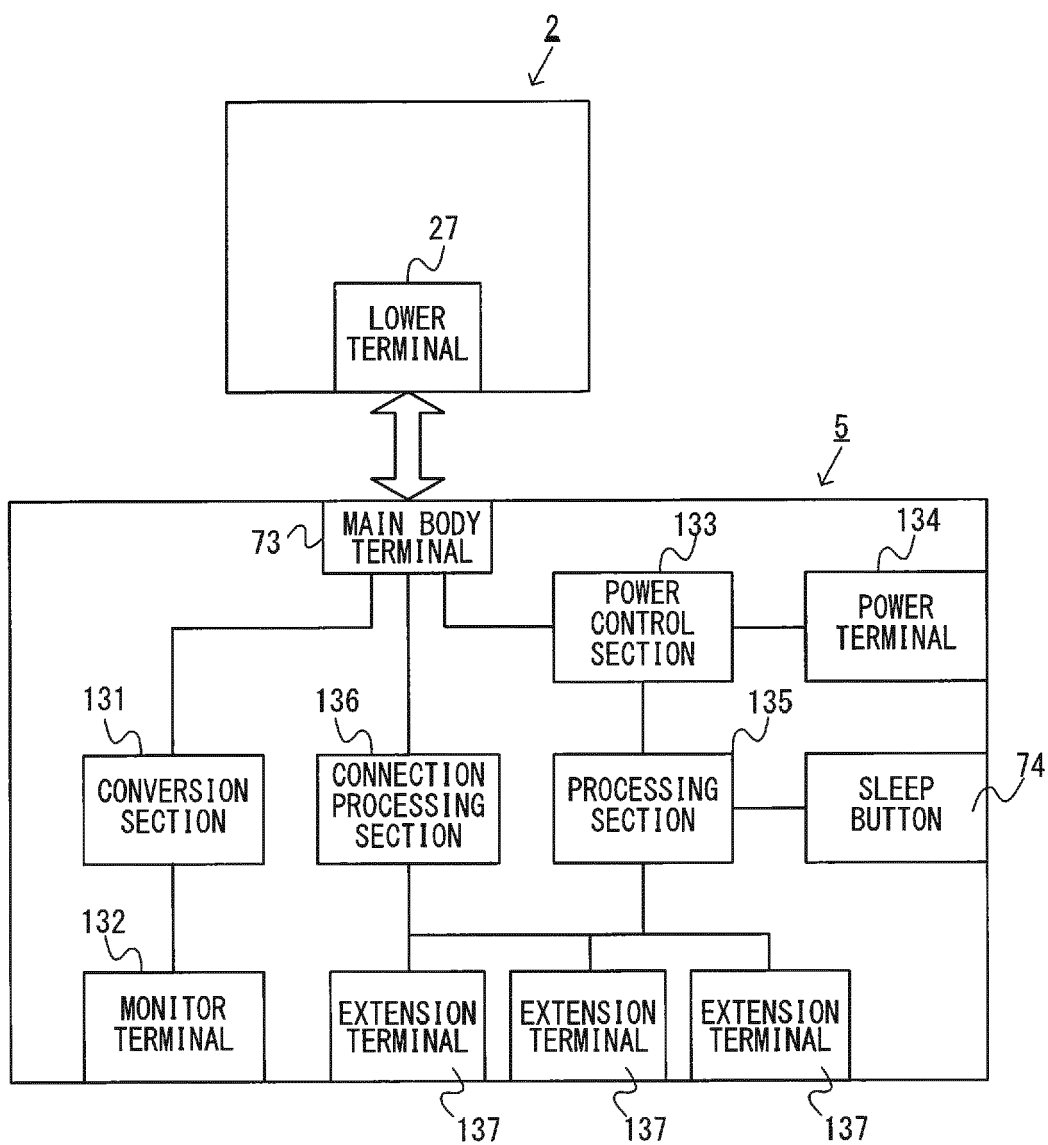 2
27
LOWER
TERMINAL
5
73
MAIN BODY
TERMINAL
133
134
POWER
CONTROL
SECTION
POWER
TERMINAL
131
136
135
74
CONVERSION
SECTION
CONNECTION
PROCESSING
SECTION
PROCESSING
SECTION
SLEEP
BUTTON
132
MONITOR
TERMINAL
EXTENSION
TERMINAL
EXTENSION
TERMINAL
EXTENSION
TERMINAL
137
137
137